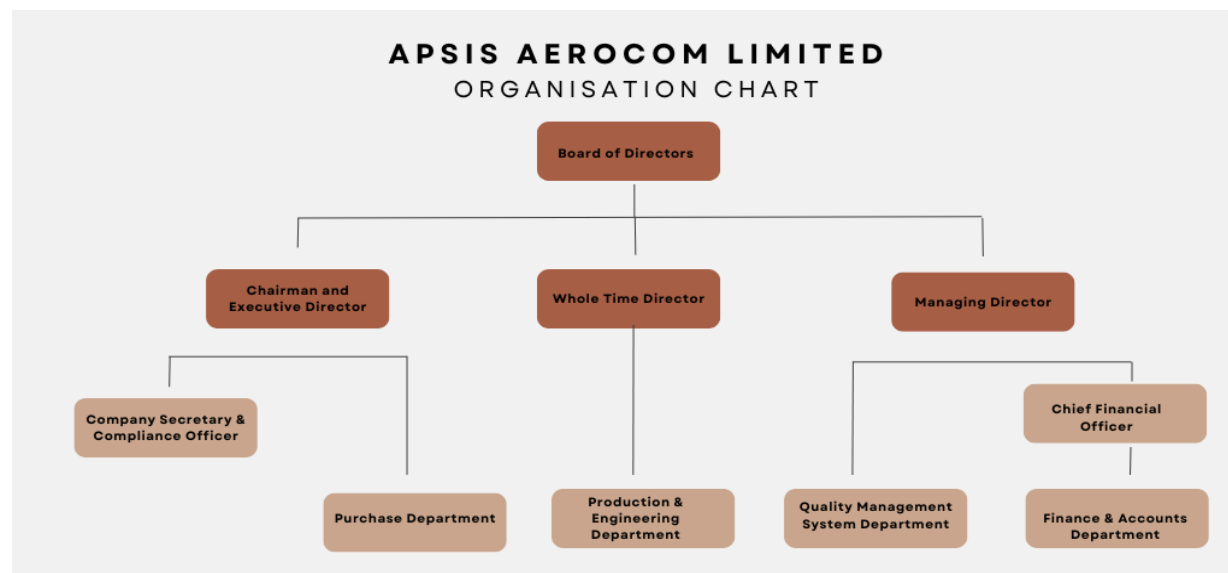 APSIS AEROCOM LIMITED
ORGANISATION CHART
Board of Directors
Chairman and
Executive Director
Whole Time Director
Managing Director
Company Secretary &
Compliance Officer
Chief Financial
Officer
Purchase Department
Production &
Engineering
Department
Quality Management
System Department
Finance & Accounts
Department